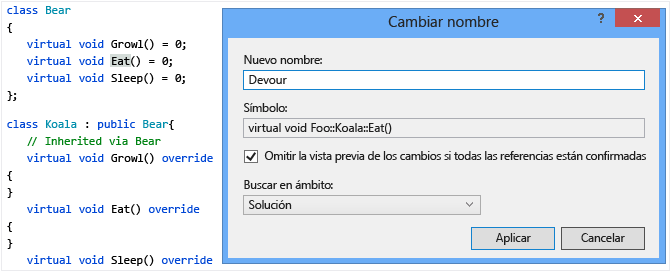 class Bear
{
virtual void Growl() = 0;
virtual void Eat() = 0;
virtual void Sleep() = 0;
};
class Koala : public Bear{
// Inherited via Bear
virtual void Growl() override
{
}
virtual void Eat() override
{
}
virtual void Sleep() override
Cambiar nombre
?
Nuevo nombre:
Devour
Símbolo:
virtual void Foo::Koala::Eat()
Omitir la vista previa de los cambios si todas las referencias están confirmadas
Buscar en ámbito:
Solución
Aplicar
Cancelar